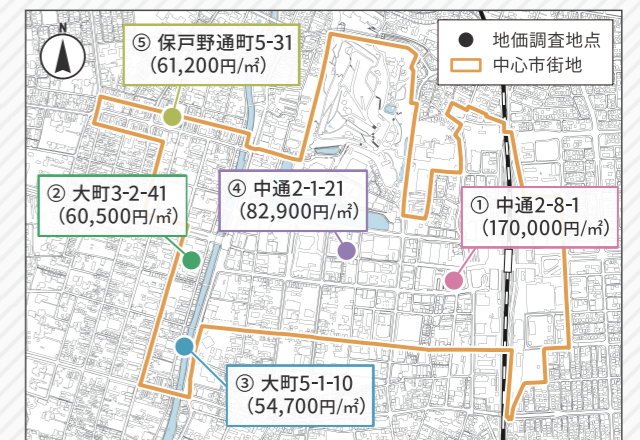 N
⑤ 保戸野通町5-31
(61,200円/㎡)
地価調査地点
中心市街地
② 大町3-2-41
(60,500円/㎡)
④ 中通2-1-21
(82,900円/㎡)
① 中通2-8-1
(170,000円/㎡)
③ 大町5-1-10
(54,700円/㎡)